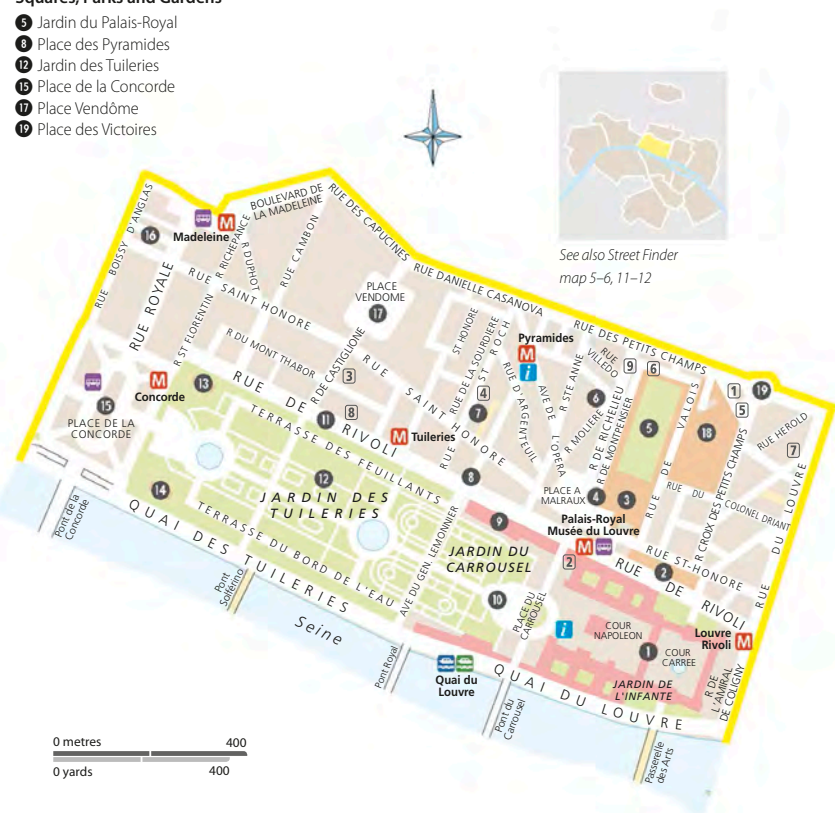 Squares, Parks and Gardens
5 Jardin du Palais-Royal
8 Place des Pyramides
12 Jardin des Tuileries
15 Place de la Concorde
17 Place Vendôme
19 Place des Victoires
See also Street Finder
map 5–6, 11–12
RUE BOISSY D'ANGLAS
16
Madeleine
M
BOULEVARD DE
LA MADELEINE
RUE DES CAPUCINES
RUE DANIELLE CASANOVA
RUE DES PETITS CHAMPS
RUE ROYALE
R RICHEPANCE
R DUPHOT
RUE CAMBON
RUE SAINT HONORE
R ST FLORENTIN
R DU MONT THABOR
R DE CASTIGLIONE
PLACE
VENDOME
17
RUE SAINT HONORE
ST HONORE
RUE DE LA SOURDIERE
ST ROCH
RUE
Pyramides
M
i
RUE D'ARGENTEUIL
AVE DE L'OPERA
R STE ANNE
R MOLIERE
RUE
VILLEDO
R DE RICHELIEU
R DE MONTPENSIER
9
6
6
5
RUE DE VALOIS
18
1
5
19
RUE HEROLD
7
R CROIX DES PETITS CHAMPS
RUE DU COLONEL DRIANT
RUE DU LOUVRE
15
PLACE DE LA
CONCORDE
M
Concorde
13
3
8
11
RUE DE RIVOLI
M Tuileries
4
7
8
PLACE A
MALRAUX
4
3
Palais-Royal
Musée du Louvre
M
2
2
RUE ST-HONORE
RUE DE RIVOLI
TERRASSE DES FEUILLANTS
12
JARDIN DES
TUILERIES
14
TERRASSE DU BORD DE L'EAU
QUAI DES TUILERIES
AVE DU GEN. LEMONNIER
9
JARDIN DU
CARROUSEL
10
PLACE DU
CARROUSEL
i
COUR
NAPOLEON
1
COUR
CARREE
Louvre
Rivoli M
JARDIN DE
L'INFANTE
R DE
L'AMIRAL
DE COLIGNY
QUAI DU LOUVRE
Pont de la
Concorde
Pont
Solférino
Seine
Pont Royal
Quai du
Louvre
Pont du
Carrousel
Passerelle
des Arts
0 metres 400
0 yards 400